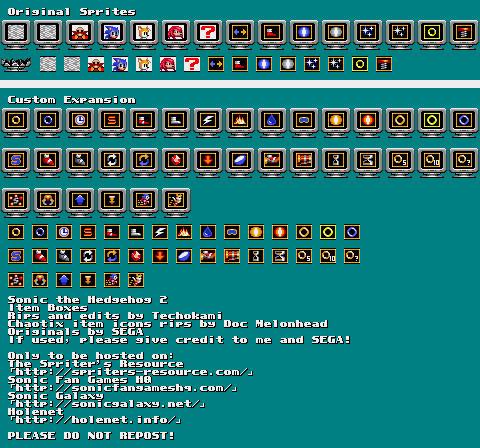 Original Sprites
Custom Expansion
Sonic the Hedgehog 2
Item Boxes
Rips and edits by Techokami
Chaotix item icons rips by Doc Melonhead
Originals by SEGA
If used, please give credit to me and SEGA!
Only to be hosted on:
The Spriter's Resource
「http://spriters-resource.com/」
Sonic Fan Games HQ
「http://sonicfangameshq.com/」
Sonic Galaxy
「http://sonicgalaxy.net/」
Holenet
「http://holenet.info/」
PLEASE DO NOT REPOST!